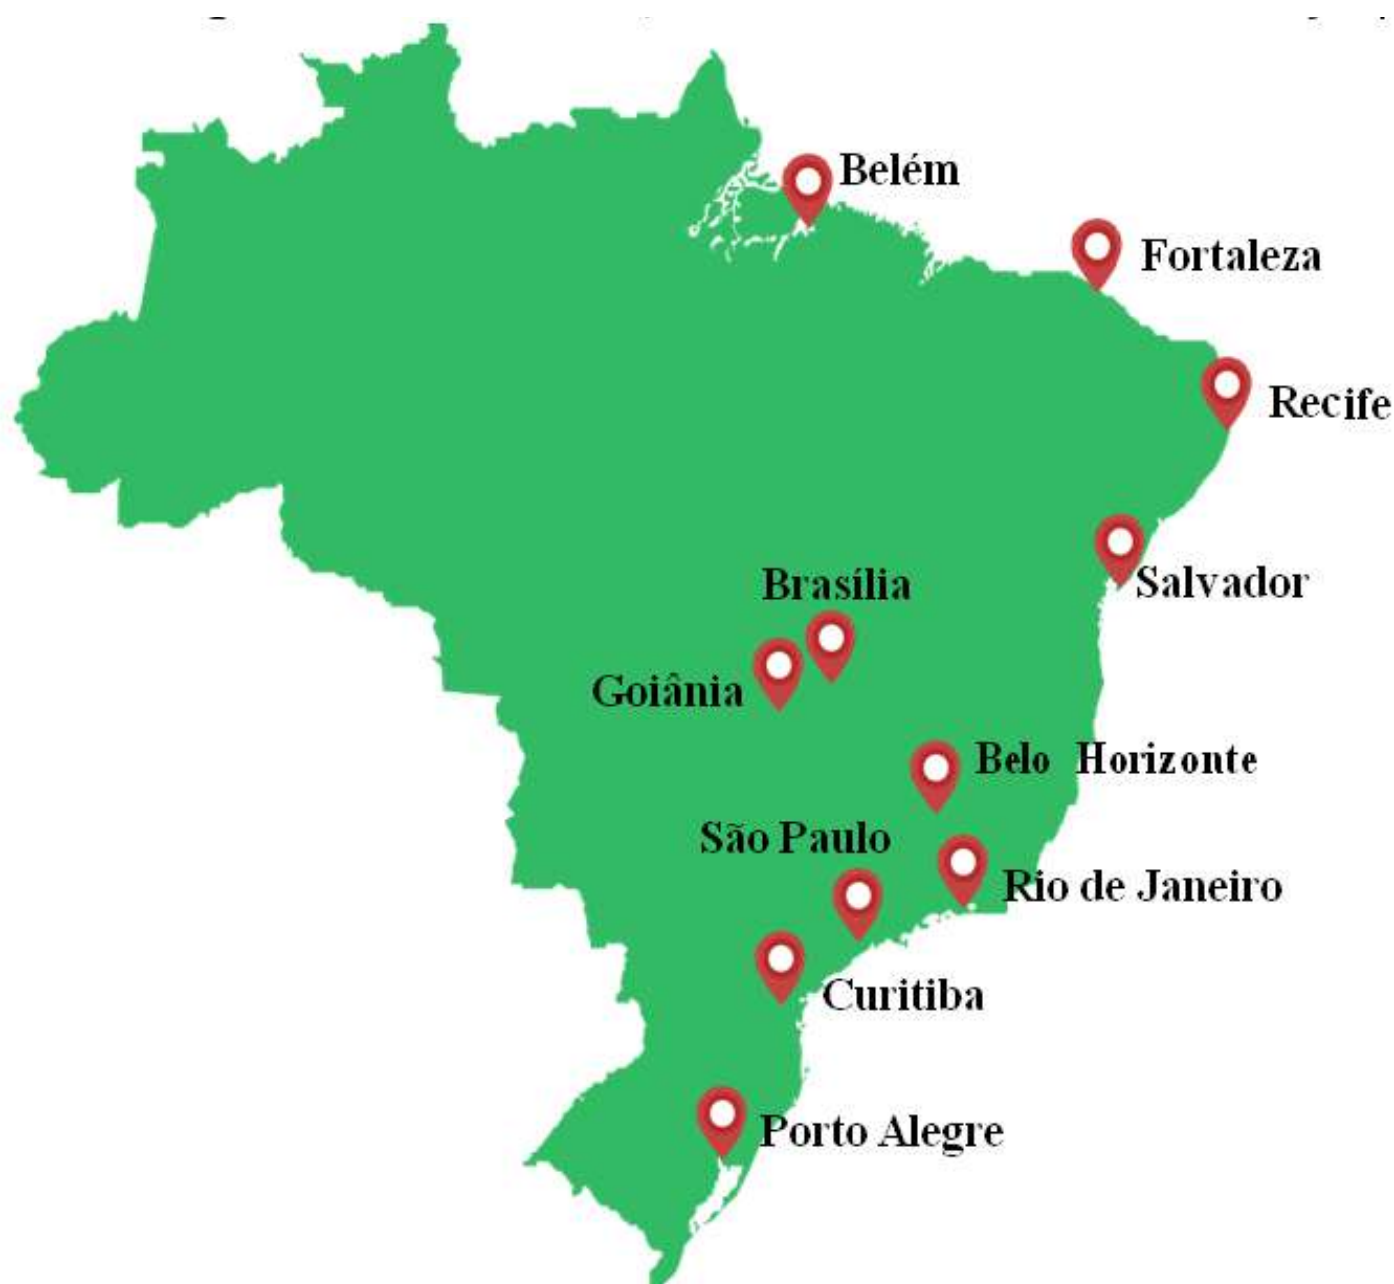 Belém
Fortaleza
Recife
Salvador
Brasília
Goiânia
Belo Horizonte
São Paulo
Rio de Janeiro
Curitiba
Porto Alegre